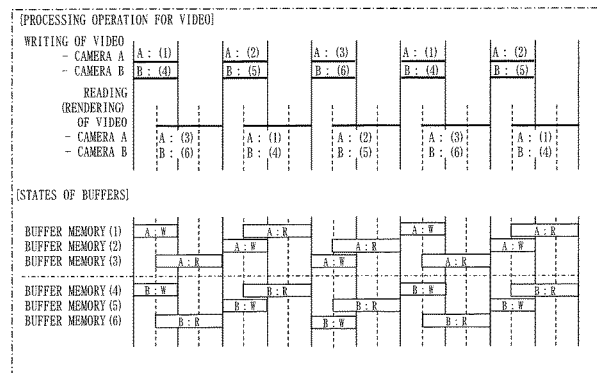 [PROCESSING OPERATION FOR VIDEO]
WRITING OF VIDEO
- CAMERA A A : (1) A : (2) A : (3) A : (1) A : (2)
- CAMERA B B : (4) B : (5) B : (6) B : (4) B : (5)
READING
(RENDERING)
OF VIDEO
- CAMERA A A : (3) A : (1) A : (2) A : (3) A : (1)
- CAMERA B B : (6) B : (4) B : (5) B : (6) B : (4)
[STATES OF BUFFERS]
BUFFER MEMORY (1) A : W A : R A : W A : R
BUFFER MEMORY (2) A : W A : R A : W
BUFFER MEMORY (3) A : R A : W A : R
BUFFER MEMORY (4) B : W B : R B : W B : R
BUFFER MEMORY (5) B : W B : R B : W
BUFFER MEMORY (6) B : R B : W B : R